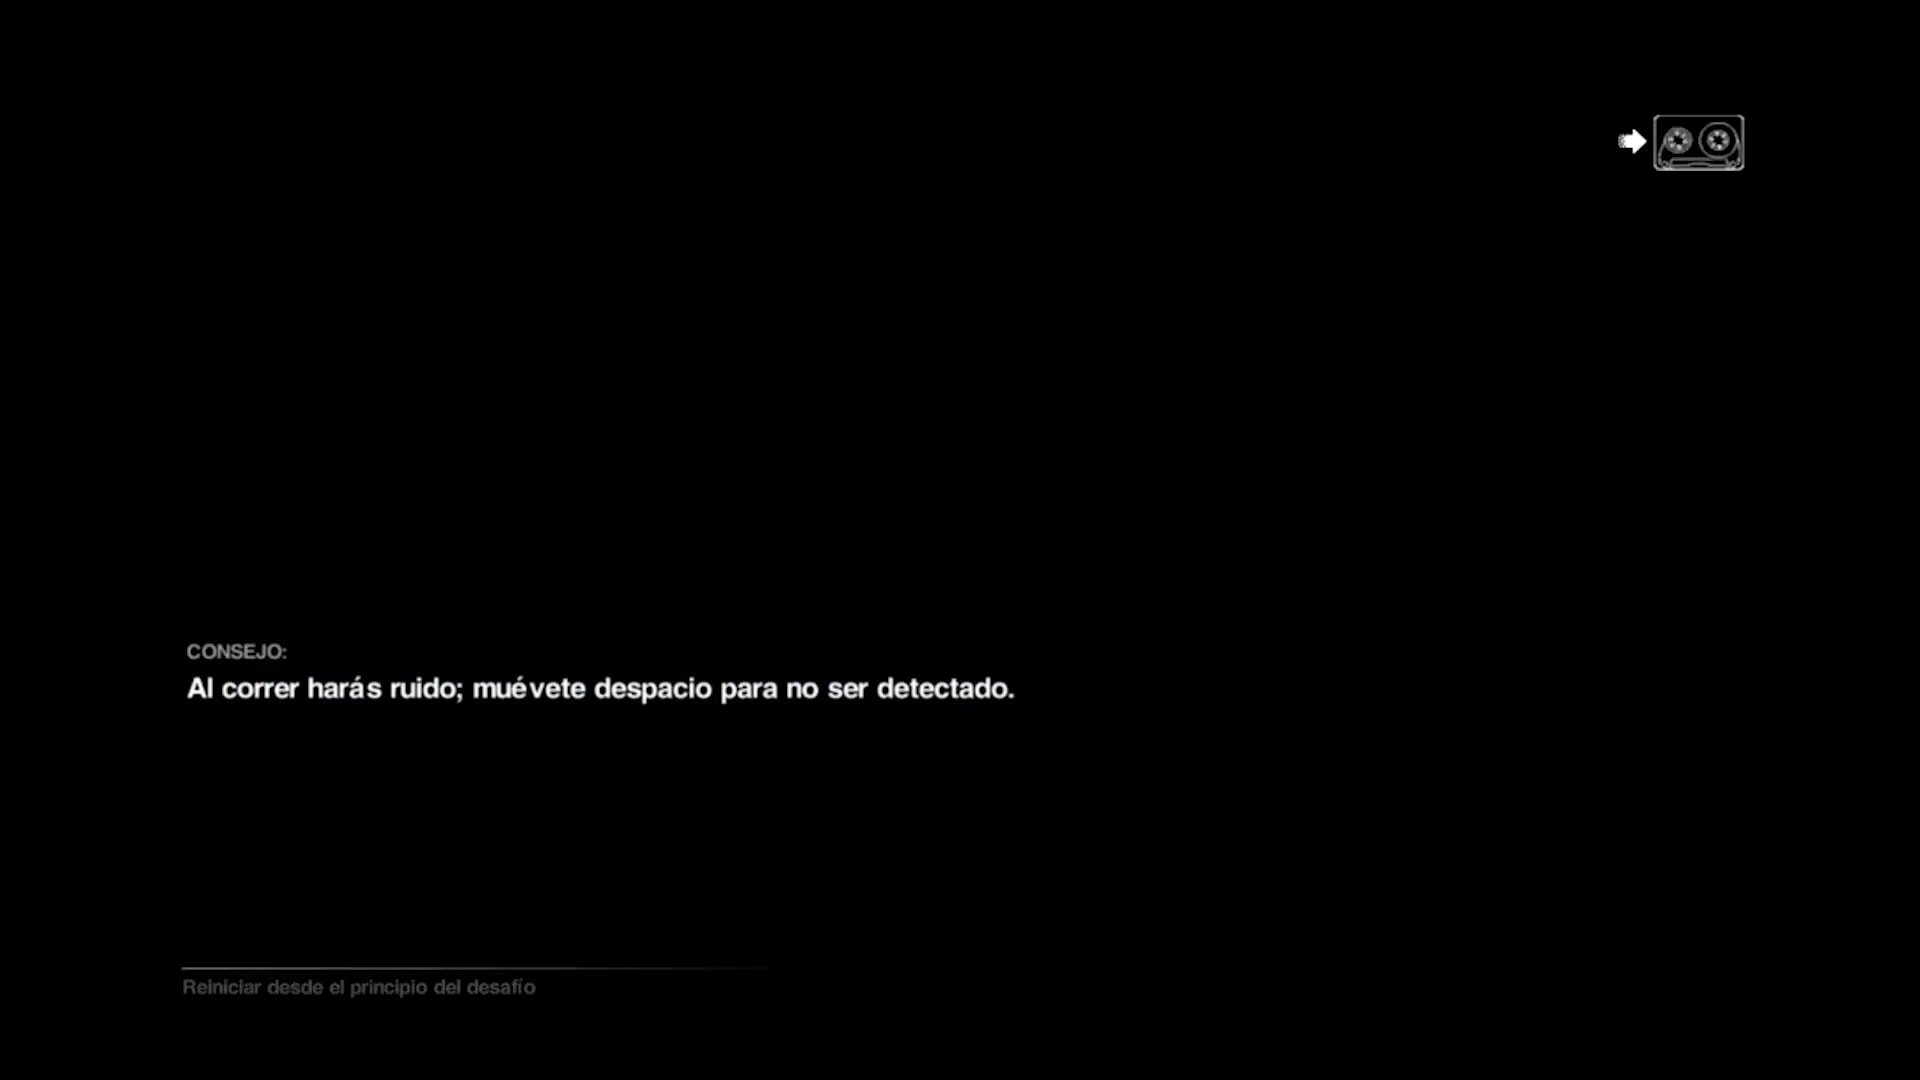 CONSEJO:
Al correr harás ruido; muévete despacio para no ser detectado.
Reiniciar desde el principio del desafío